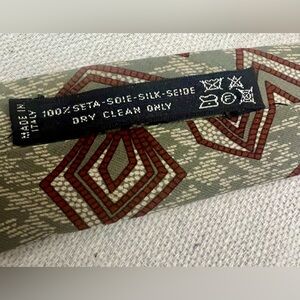 MADE IN
ITALY
100% SETA-SOIE-SILK-SEIDE
DRY CLEAN ONLY
F